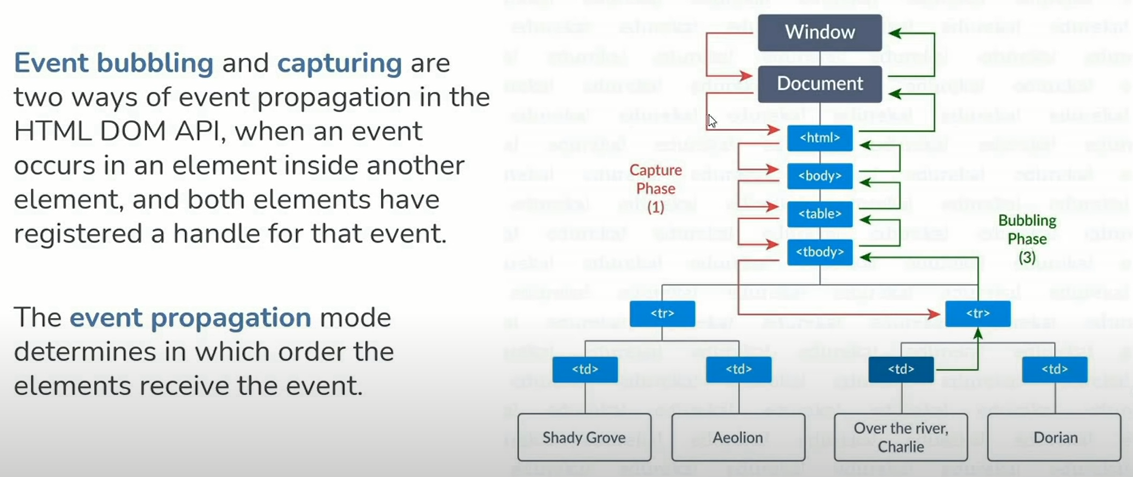 Event bubbling and capturing are
two ways of event propagation in the
HTML DOM API, when an event
occurs in an element inside another
element, and both elements have
registered a handle for that event.
The event propagation mode
determines in which order the
elements receive the event.
Window
Document
<html>
<body>
<table>
<tbody>
Capture
Phase
(1)
Bubbling
Phase
(3)
<tr>
<tr>
<td>
<td>
<td>
<td>
Shady Grove
Aeolion
Over the river,
Charlie
Dorian